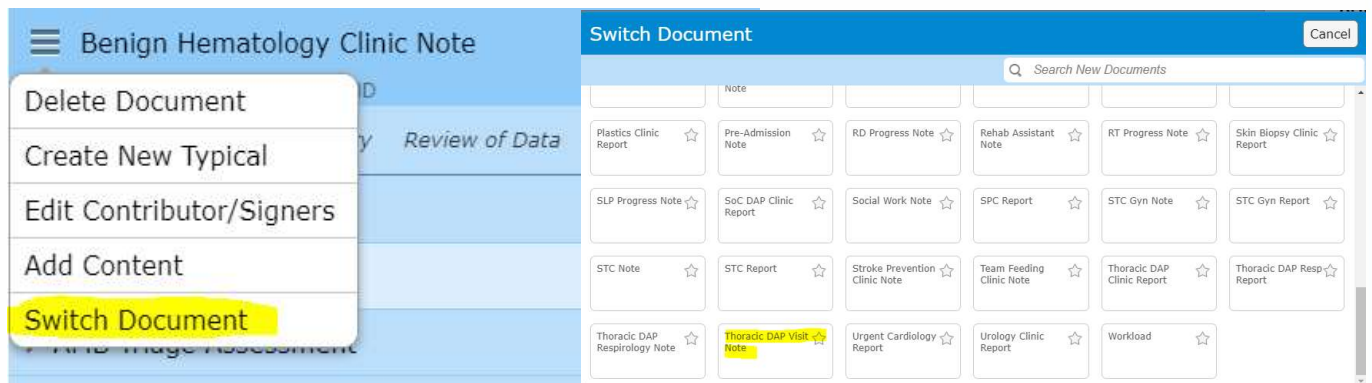 Benign Hematology Clinic Note
Delete Document
Create New Typical
Edit Contributor/Signers
Add Content
Switch Document
Review of Data
Switch Document
Cancel
Search New Documents
Note
Plastics Clinic
Report
Pre-Admission
Note
RD Progress Note
Rehab Assistant
Note
RT Progress Note
Skin Biopsy Clinic
Report
SLP Progress Note
SoC DAP Clinic
Report
Social Work Note
SPC Report
STC Gyn Note
STC Gyn Report
STC Note
STC Report
Stroke Prevention
Clinic Note
Team Feeding
Clinic Note
Thoracic DAP
Clinic Report
Thoracic DAP Resp
Report
Thoracic DAP
Respirology Note
Thoracic DAP Visit
Note
Urgent Cardiology
Report
Urology Clinic
Report
Workload